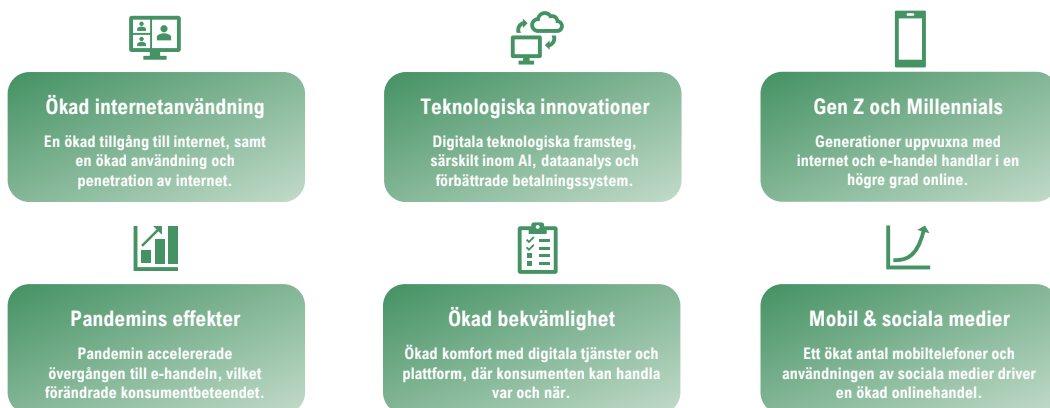 Ökad internetanvändning
En ökad tillgång till internet, samt
en ökad användning och
penetration av internet.
Teknologiska innovationer
Digitala teknologiska framsteg,
särskilt inom AI, dataanalys och
förbättrade betalningssystem.
Gen Z och Millennials
Generationer uppvuxna med
internet och e-handel handlar i en
högre grad online.
Pandemins effekter
Pandemin accelererade
övergången till e-handeln, vilket
förändrade konsumentbeteendet.
Ökad bekvämlighet
Ökad komfort med digitala tjänster och
plattform, där konsumenten kan handla
var och när.
Mobil & sociala medier
Ett ökat antal mobiltelefoner och
användningen av sociala medier driver
en ökad onlinehandel.